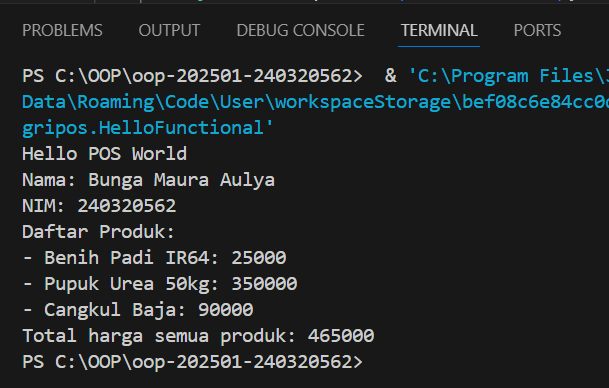 PROBLEMS OUTPUT DEBUG CONSOLE TERMINAL PORTS
PS C:\OOP\oop-202501-240320562> & 'C:\Program Files\
Data\Roaming\Code\User\workspaceStorage\bef08c6e84cc0
gripos.HelloFunctional'
Hello POS World
Nama: Bunga Maura Aulya
NIM: 240320562
Daftar Produk:
- Benih Padi IR64: 25000
- Pupuk Urea 50kg: 350000
- Cangkul Baja: 90000
Total harga semua produk: 465000
PS C:\OOP\oop-202501-240320562>